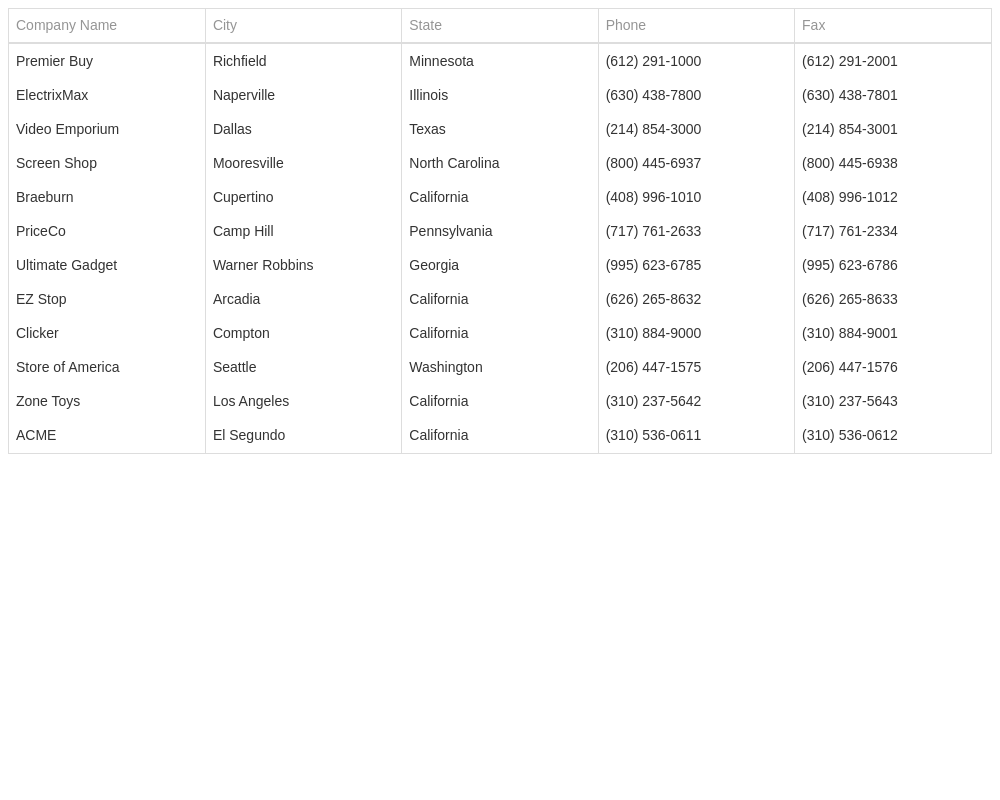 Company Name City State Phone Fax
Premier Buy Richfield Minnesota (612) 291-1000 (612) 291-2001
ElectrixMax Naperville Illinois (630) 438-7800 (630) 438-7801
Video Emporium Dallas Texas (214) 854-3000 (214) 854-3001
Screen Shop Mooresville North Carolina (800) 445-6937 (800) 445-6938
Braeburn Cupertino California (408) 996-1010 (408) 996-1012
PriceCo Camp Hill Pennsylvania (717) 761-2633 (717) 761-2334
Ultimate Gadget Warner Robbins Georgia (995) 623-6785 (995) 623-6786
EZ Stop Arcadia California (626) 265-8632 (626) 265-8633
Clicker Compton California (310) 884-9000 (310) 884-9001
Store of America Seattle Washington (206) 447-1575 (206) 447-1576
Zone Toys Los Angeles California (310) 237-5642 (310) 237-5643
ACME El Segundo California (310) 536-0611 (310) 536-0612